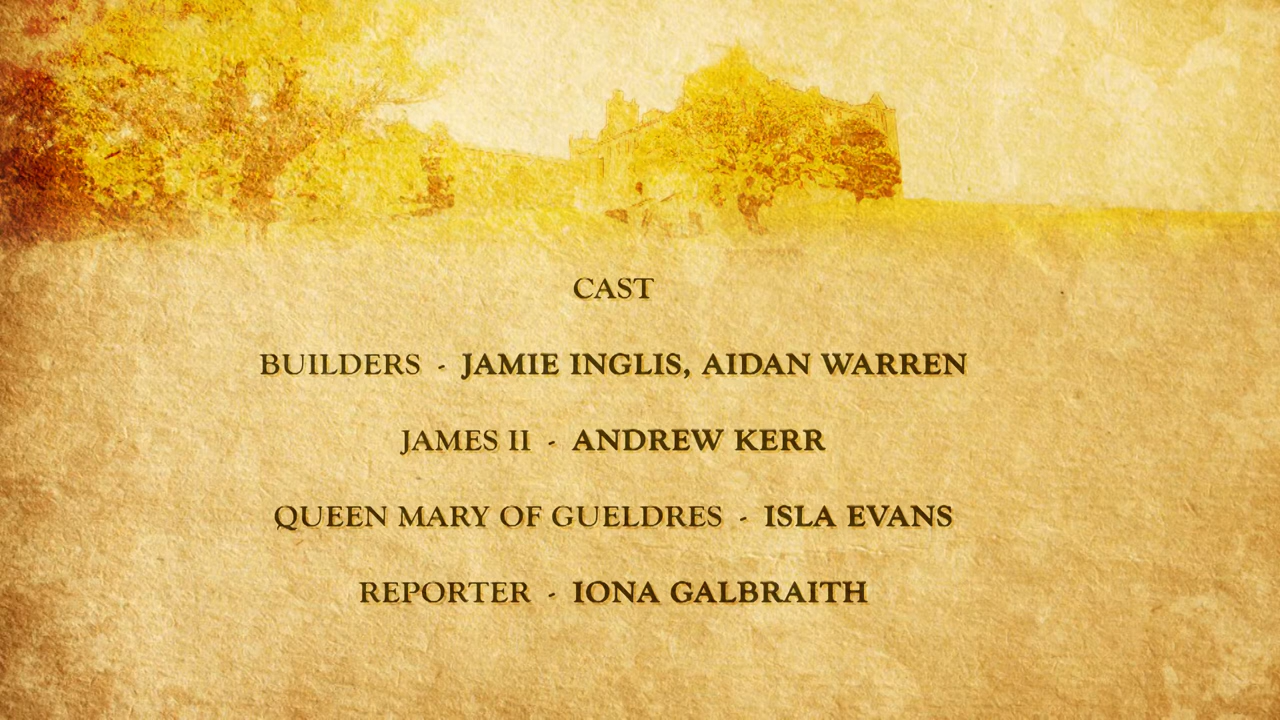 CAST
BUILDERS - JAMIE INGLIS, AIDAN WARREN
JAMES II - ANDREW KERR
QUEEN MARY OF GUELDRES - ISLA EVANS
REPORTER - IONA GALBRAITH